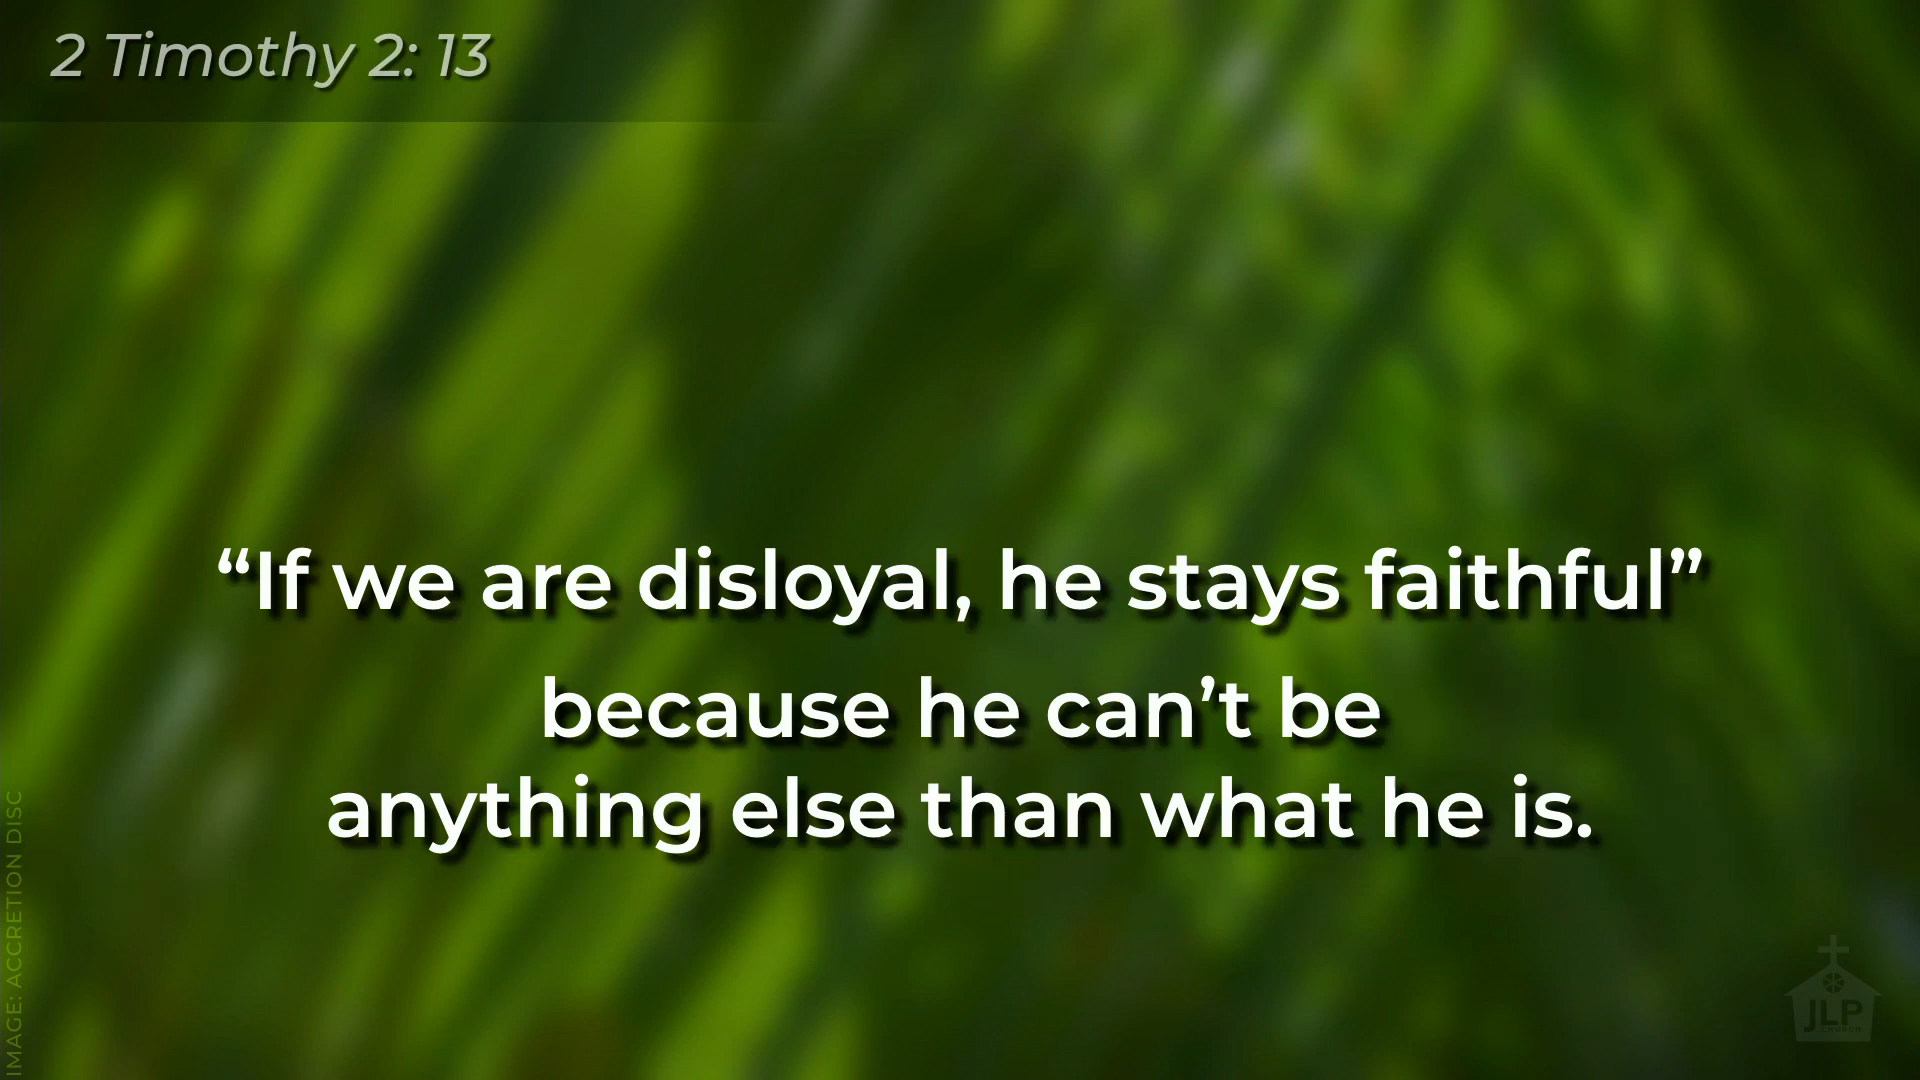 2 Timothy 2: 13
“If we are disloyal, he stays faithful”
because he can’t be
anything else than what he is.
IMAGE: ACCRETION DISC
JLP
CHURCH